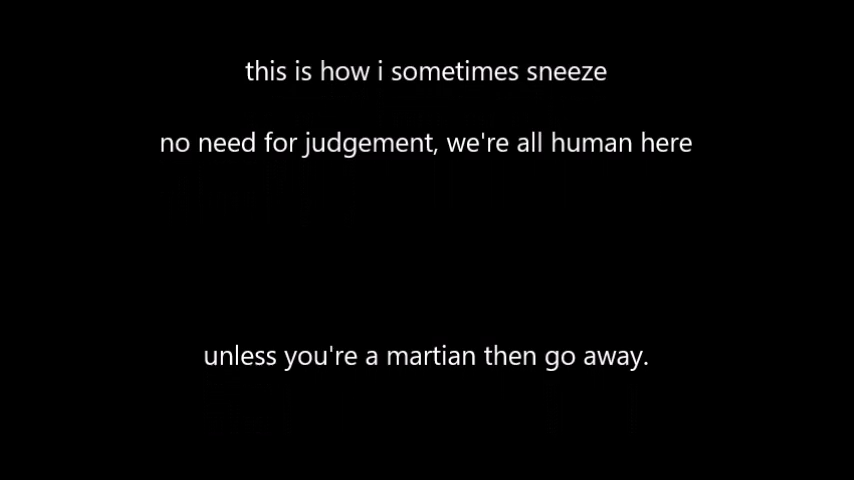 this is how i sometimes sneeze
no need for judgement, we're all human here
unless you're a martian then go away.